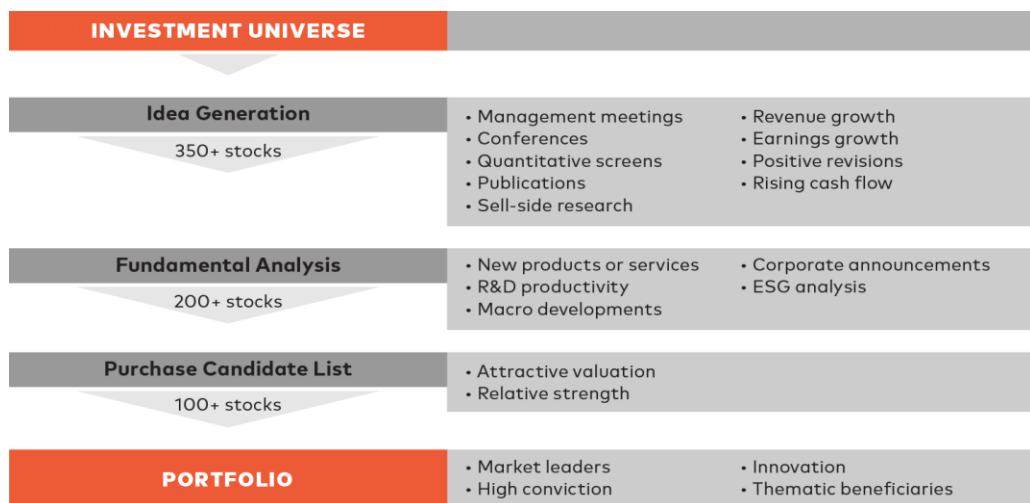 INVESTMENT UNIVERSE
Idea Generation
350+ stocks
• Management meetings
• Conferences
• Quantitative screens
• Publications
• Sell-side research
• Revenue growth
• Earnings growth
• Positive revisions
• Rising cash flow
Fundamental Analysis
200+ stocks
• New products or services
• R&D productivity
• Macro developments
• Corporate announcements
• ESG analysis
Purchase Candidate List
100+ stocks
• Attractive valuation
• Relative strength
PORTFOLIO
• Market leaders
• High conviction
• Innovation
• Thematic beneficiaries